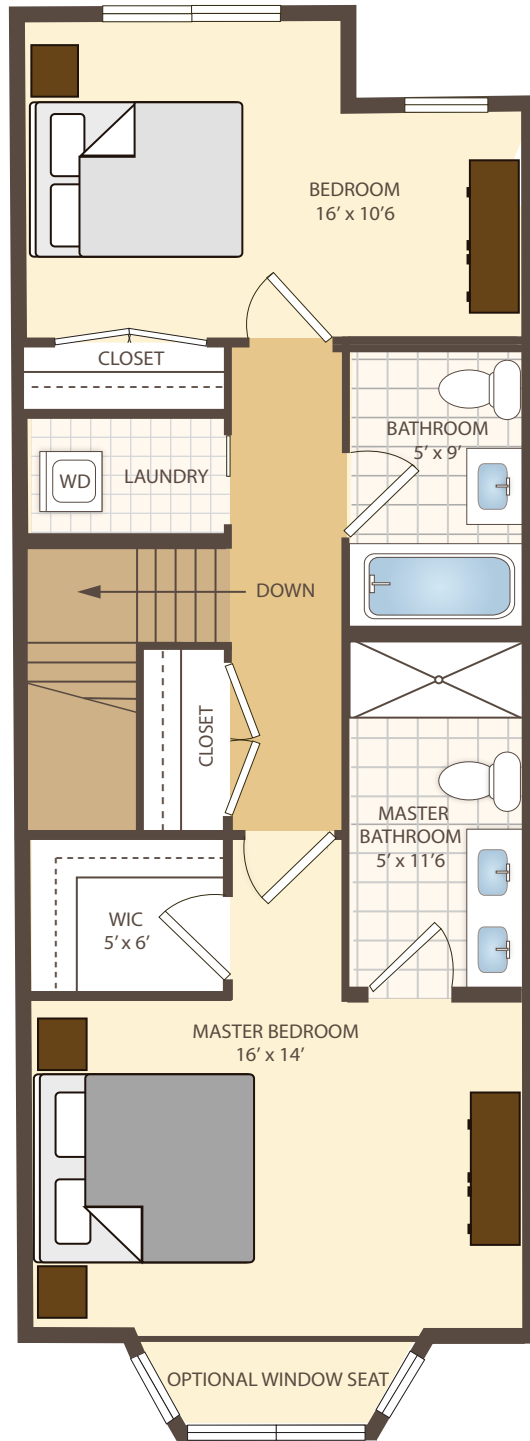 BEDROOM
16’ x 10’6
CLOSET
BATHROOM
5’ x 9’
LAUNDRY
WD
DOWN
CLOSET
MASTER
BATHROOM
5’ x 11’6
WIC
5’ x 6’
MASTER BEDROOM
16’ x 14’
OPTIONAL WINDOW SEAT